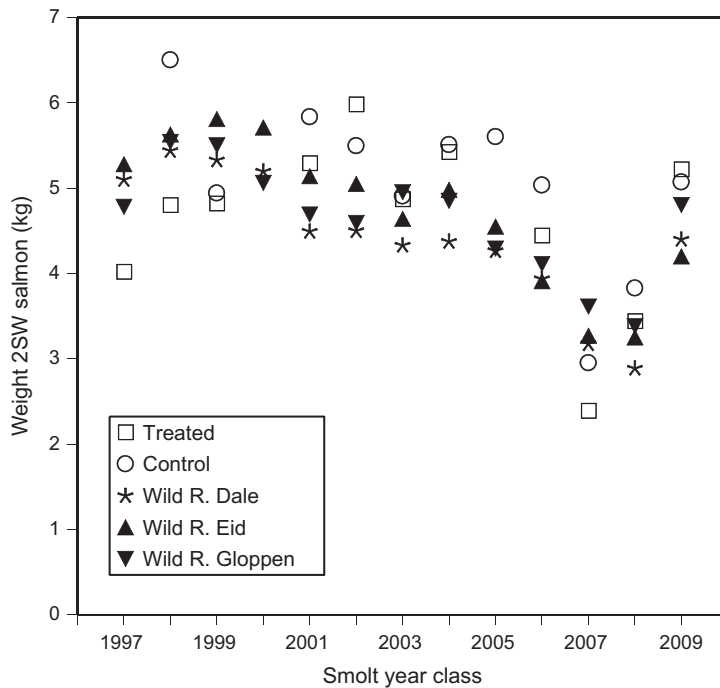 7
6
5
4
3
2
1
0
Weight 2SW salmon (kg)
Treated
Control
Wild R. Dale
Wild R. Eid
Wild R. Gloppen
1997 1999 2001 2003 2005 2007 2009
Smolt year class